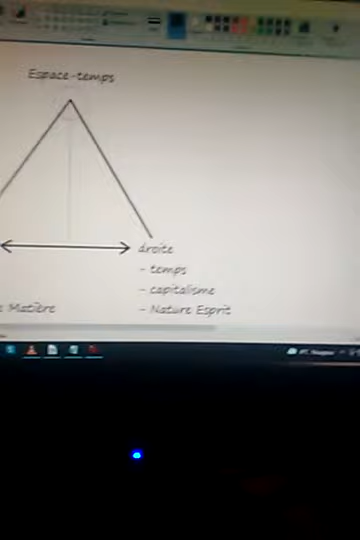 Espace-temps
droite
- temps
- capitalisme
e Matière
- Nature Esprit